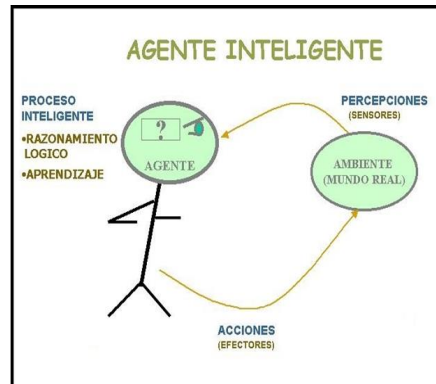 AGENTE INTELIGENTE
PROCESO
INTELIGENTE
•RAZONAMIENTO
LOGICO
•APRENDIZAJE
?
AGENTE
PERCEPCIONES
(SENSORES)
AMBIENTE
(MUNDO REAL)
ACCIONES
(EFECTORES)